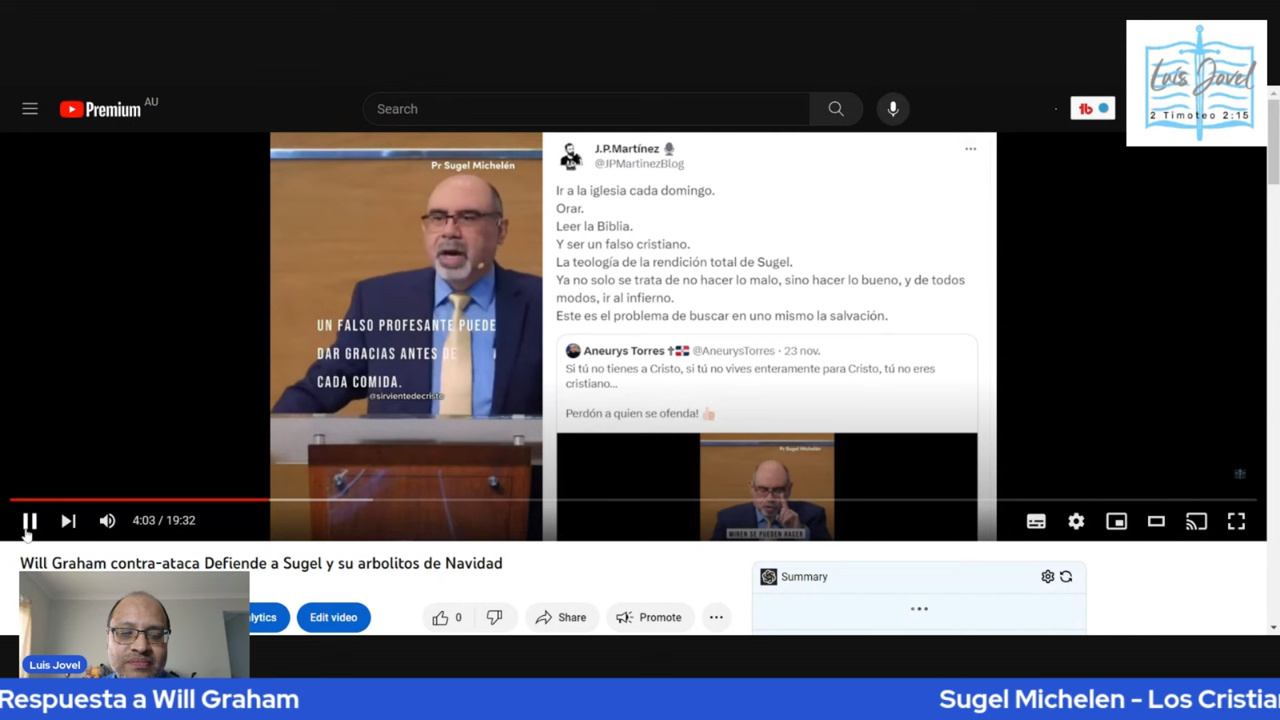 Luis Jovel
2 Timoteo 2:15
Premium AU
Search
Pr Sugel Michelén
UN FALSO PROFESANTE PUEDE
DAR GRACIAS ANTES DE
CADA COMIDA.
@sirvientedecristo
J.P.Martínez
@JPMartinezBlog
Ir a la iglesia cada domingo.
Orar.
Leer la Biblia.
Y ser un falso cristiano.
La teología de la rendición total de Sugel.
Ya no solo se trata de no hacer lo malo, sino hacer lo bueno, y de todos
modos, ir al infierno.
Este es el problema de buscar en uno mismo la salvación.
Aneurys Torres @AneurysTorres · 23 nov.
Si tú no tienes a Cristo, si tú no vives enteramente para Cristo, tú no eres
cristiano...
Perdón a quien se ofenda!
Pr Sugel Michelén
MIREN SE PUEDEN HACER
4:03 / 19:32
Will Graham contra-ataca Defiende a Sugel y su arbolitos de Navidad
lytics
Edit video
0
Share
Promote
Summary
Luis Jovel
Respuesta a Will Graham
Sugel Michelen - Los Cristia